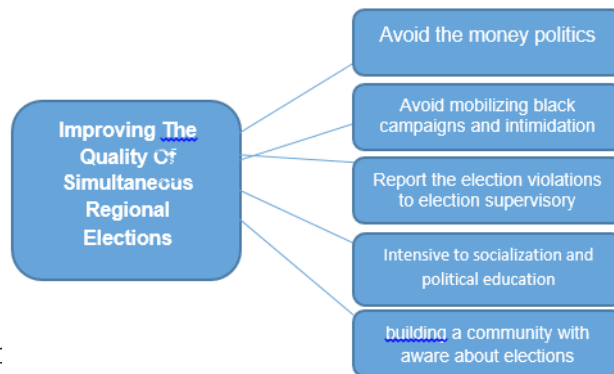 Improving The
Quality Of
Simultaneous
Regional
Elections
Avoid the money politics
Avoid mobilizing black
campaigns and intimidation
Report the election violations
to election supervisory
Intensive to socialization and
political education
building a community with
aware about elections